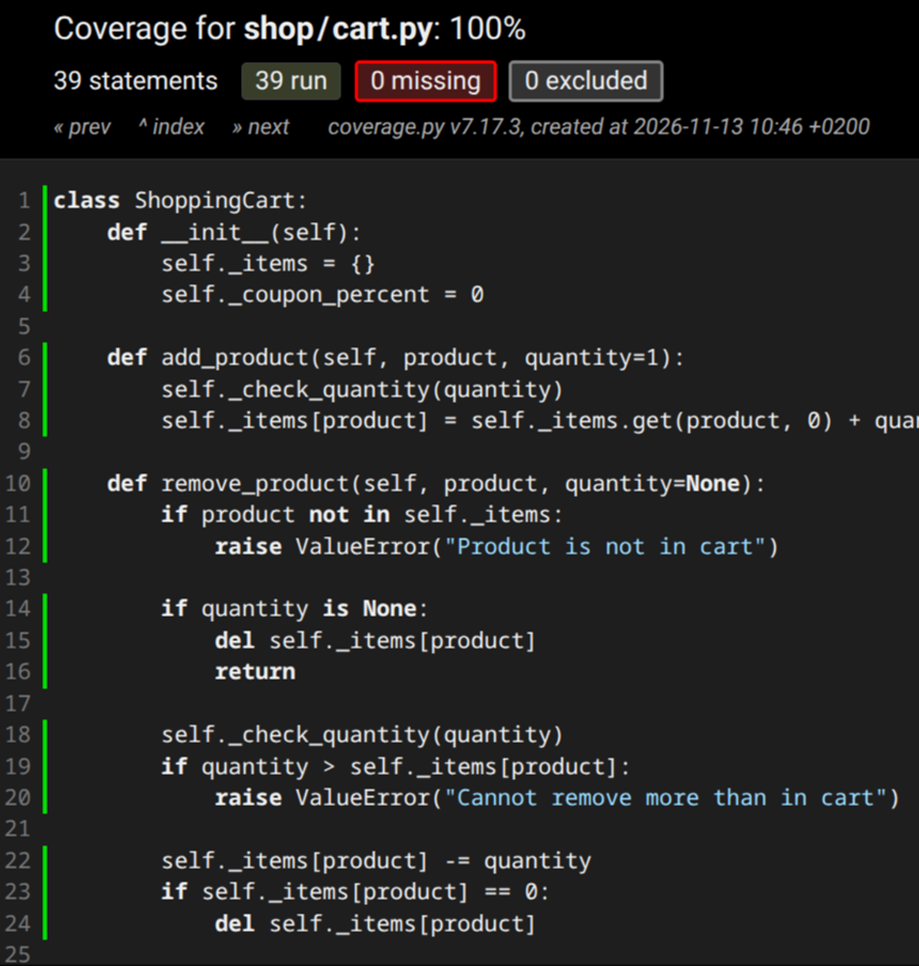 Coverage for shop/cart.py: 100%
39 statements 39 run 0 missing 0 excluded
« prev ^ index » next coverage.py v7.17.3, created at 2026-11-13 10:46 +0200
1 class ShoppingCart:
2     def __init__(self):
3         self._items = {}
4         self._coupon_percent = 0
5
6     def add_product(self, product, quantity=1):
7         self._check_quantity(quantity)
8         self._items[product] = self._items.get(product, 0) +
9
10     def remove_product(self, product, quantity=None):
11         if product not in self._items:
12             raise ValueError("Product is not in cart")
13
14         if quantity is None:
15             del self._items[product]
16             return
17
18         self._check_quantity(quantity)
19         if quantity > self._items[product]:
20             raise ValueError("Cannot remove more than in cart")
21
22         self._items[product] -= quantity
23         if self._items[product] == 0:
24             del self._items[product]
25